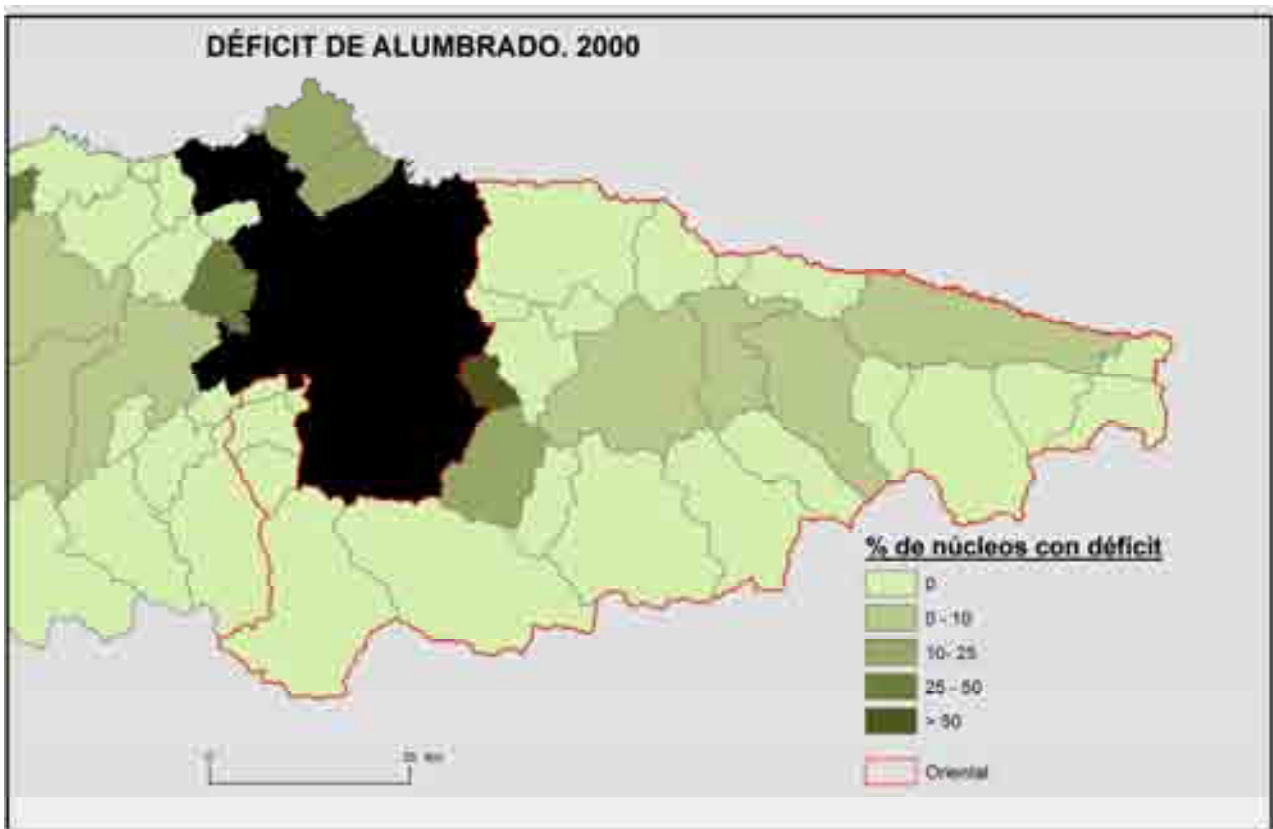 DÉFICIT DE ALUMBRADO. 2000
% de núcleos con déficit
0
0 - 10
10- 25
25 - 50
> 50
Oriental
0
km